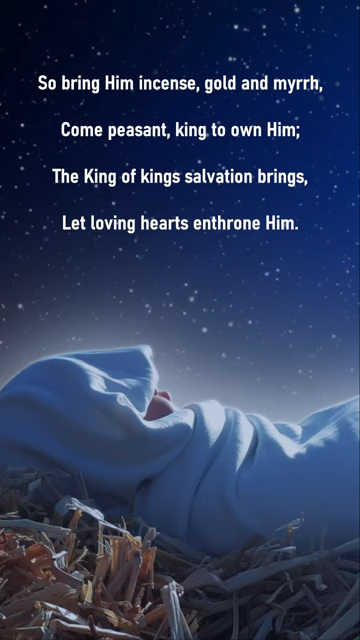 So bring Him incense, gold and myrrh,
Come peasant, king to own Him;
The King of kings salvation brings,
Let loving hearts enthrone Him.